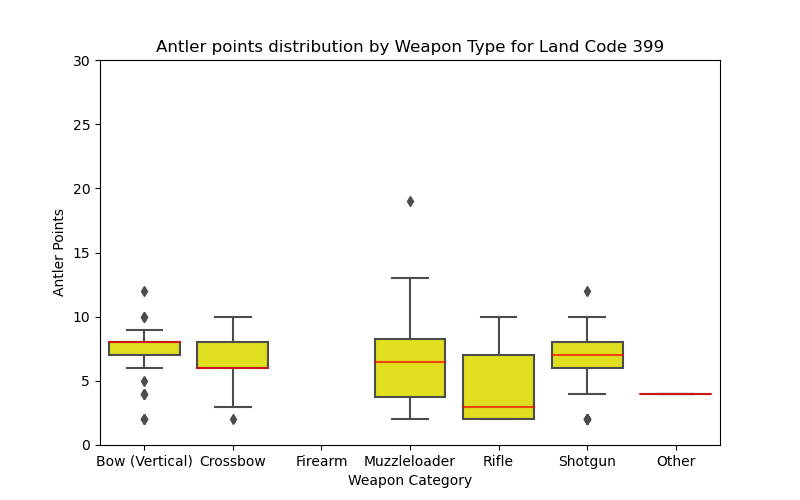 Antler points distribution by Weapon Type for Land Code 399
30
25
20
15
10
5
0
Antler Points
Bow (Vertical) Crossbow Firearm Muzzleloader Rifle Shotgun Other
Weapon Category